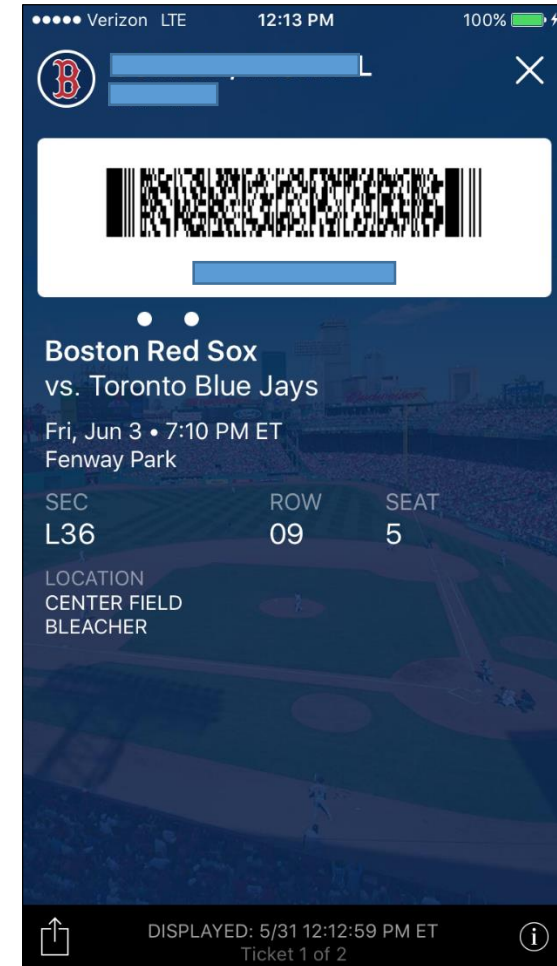 Verizon LTE 12:13 PM 100%
B
Boston Red Sox
vs. Toronto Blue Jays
Fri, Jun 3 • 7:10 PM ET
Fenway Park
SEC ROW SEAT
L36 09 5
LOCATION
CENTER FIELD
BLEACHER
DISPLAYED: 5/31 12:12:59 PM ET
Ticket 1 of 2